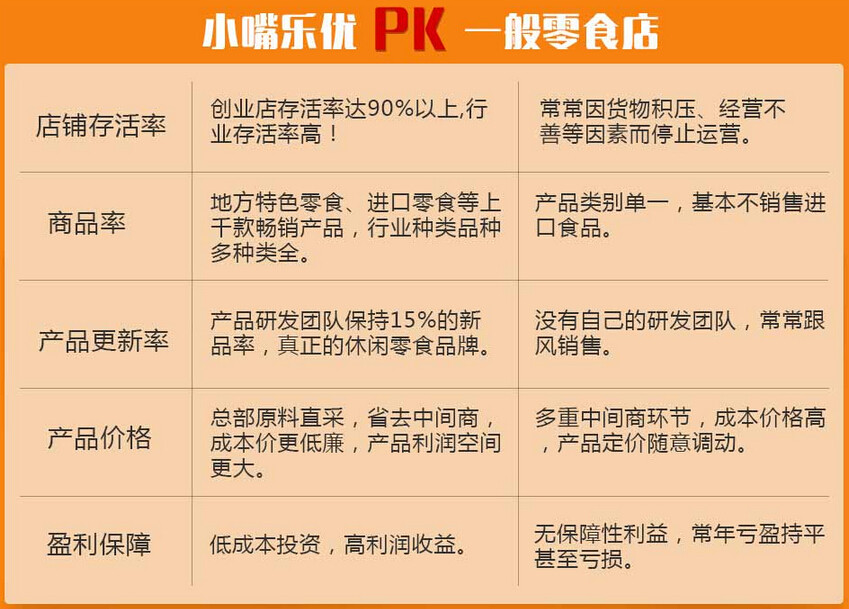 小嘴乐优 PK 一般零食店
店铺存活率
创业店存活率达90%以上,行
业存活率高！
常常因货物积压、经营不
善等因素而停止运营。
商品率
地方特色零食、进口零食等上
千款畅销产品，行业种类品种
多种类全。
产品类别单一，基本不销售进
口食品。
产品更新率
产品研发团队保持15%的新
品率，真正的休闲零食品牌。
没有自己的研发团队，常常跟
风销售。
产品价格
总部原料直采，省去中间商，
成本价更低廉，产品利润空间
更大。
多重中间商环节，成本价格高
，产品定价随意调动。
盈利保障
低成本投资，高利润收益。
无保障性利益，常年亏盈持平
甚至亏损。